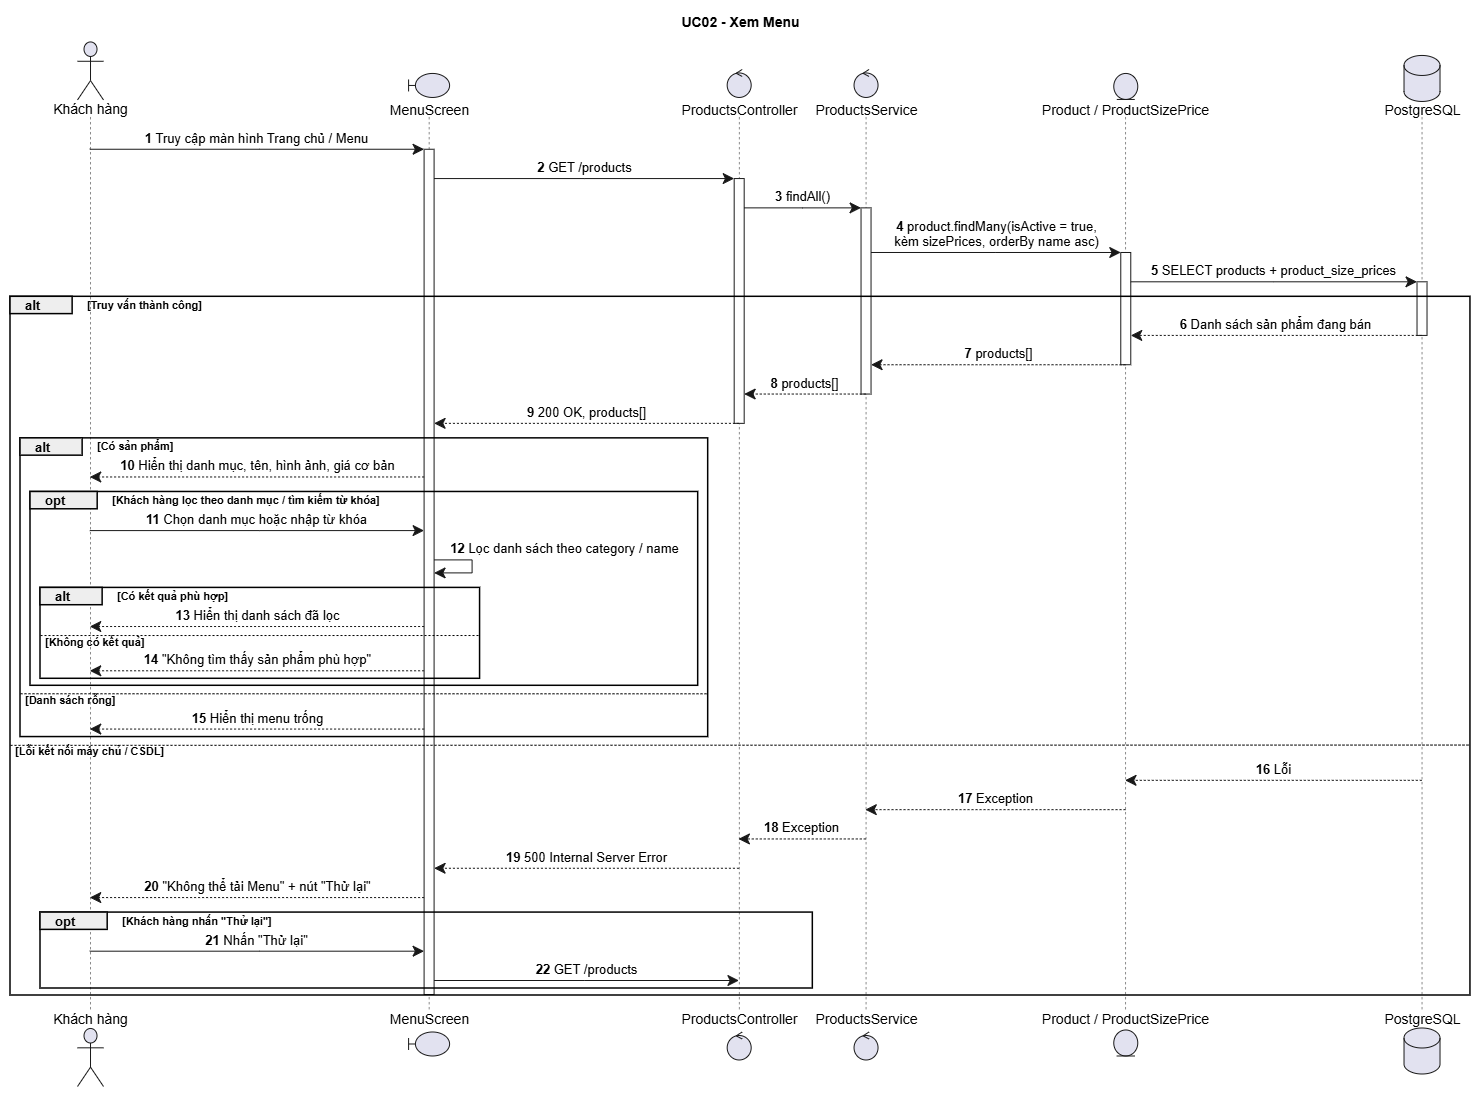 UC02 - Xem Menu
Khách hàng
MenuScreen
ProductsController
ProductsService
Product / ProductSizePrice
PostgreSQL
1 Truy cập màn hình Trang chủ / Menu
2 GET /products
3 findAll()
4 product.findMany(isActive = true,
kèm sizePrices, orderBy name asc)
5 SELECT products + product_size_prices
alt [Truy vấn thành công]
6 Danh sách sản phẩm đang bán
7 products[]
8 products[]
9 200 OK, products[]
alt [Có sản phẩm]
10 Hiển thị danh mục, tên, hình ảnh, giá cơ bản
opt [Khách hàng lọc theo danh mục / tìm kiếm từ khóa]
11 Chọn danh mục hoặc nhập từ khóa
12 Lọc danh sách theo category / name
alt [Có kết quả phù hợp]
13 Hiển thị danh sách đã lọc
[Không có kết quả]
14 "Không tìm thấy sản phẩm phù hợp"
[Danh sách rỗng]
15 Hiển thị menu trống
[Lỗi kết nối máy chủ / CSDL]
16 Lỗi
17 Exception
18 Exception
19 500 Internal Server Error
20 "Không thể tải Menu" + nút "Thử lại"
opt [Khách hàng nhấn "Thử lại"]
21 Nhấn "Thử lại"
22 GET /products
Khách hàng
MenuScreen
ProductsController
ProductsService
Product / ProductSizePrice
PostgreSQL